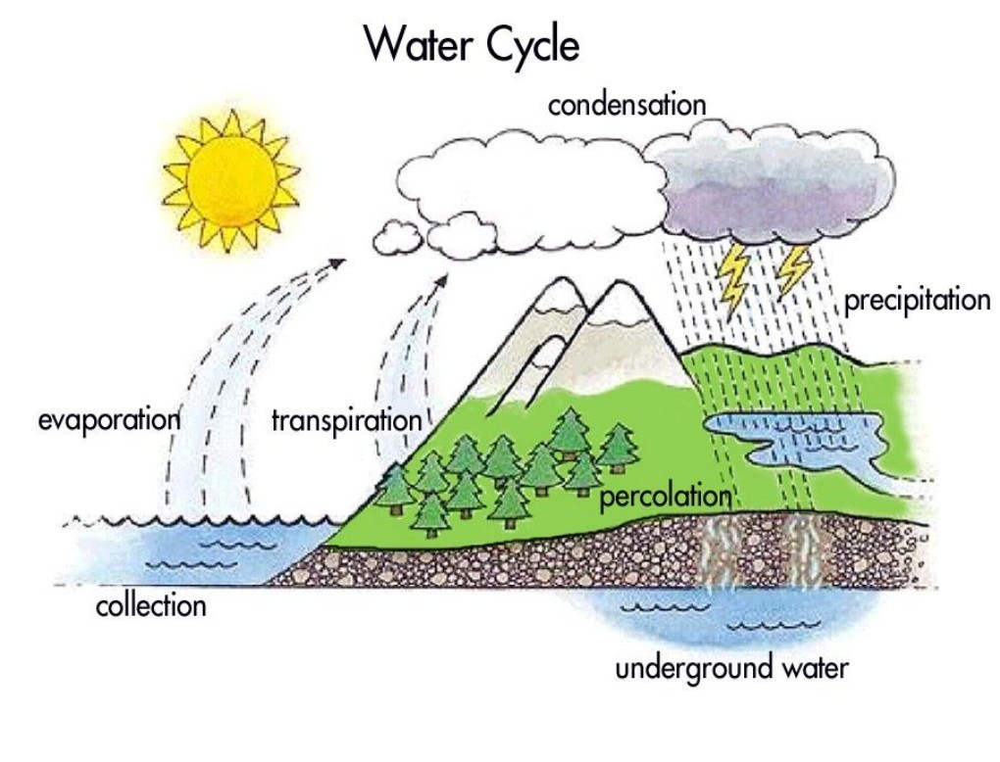 Water Cycle
condensation
precipitation
evaporation
transpiration
percolation
collection
underground water